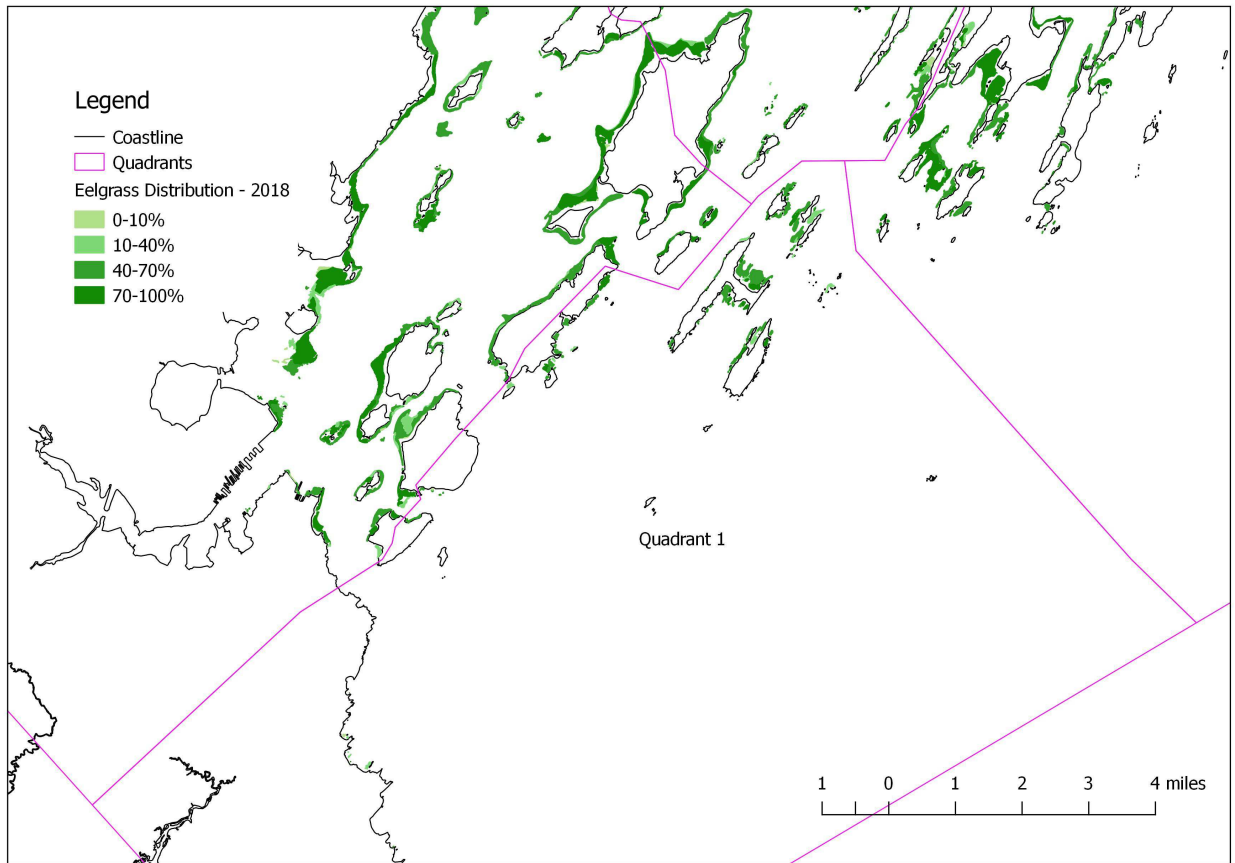 Legend
Coastline
Quadrants
Eelgrass Distribution - 2018
0-10%
10-40%
40-70%
70-100%
Quadrant 1
1 0 1 2 3 4 miles